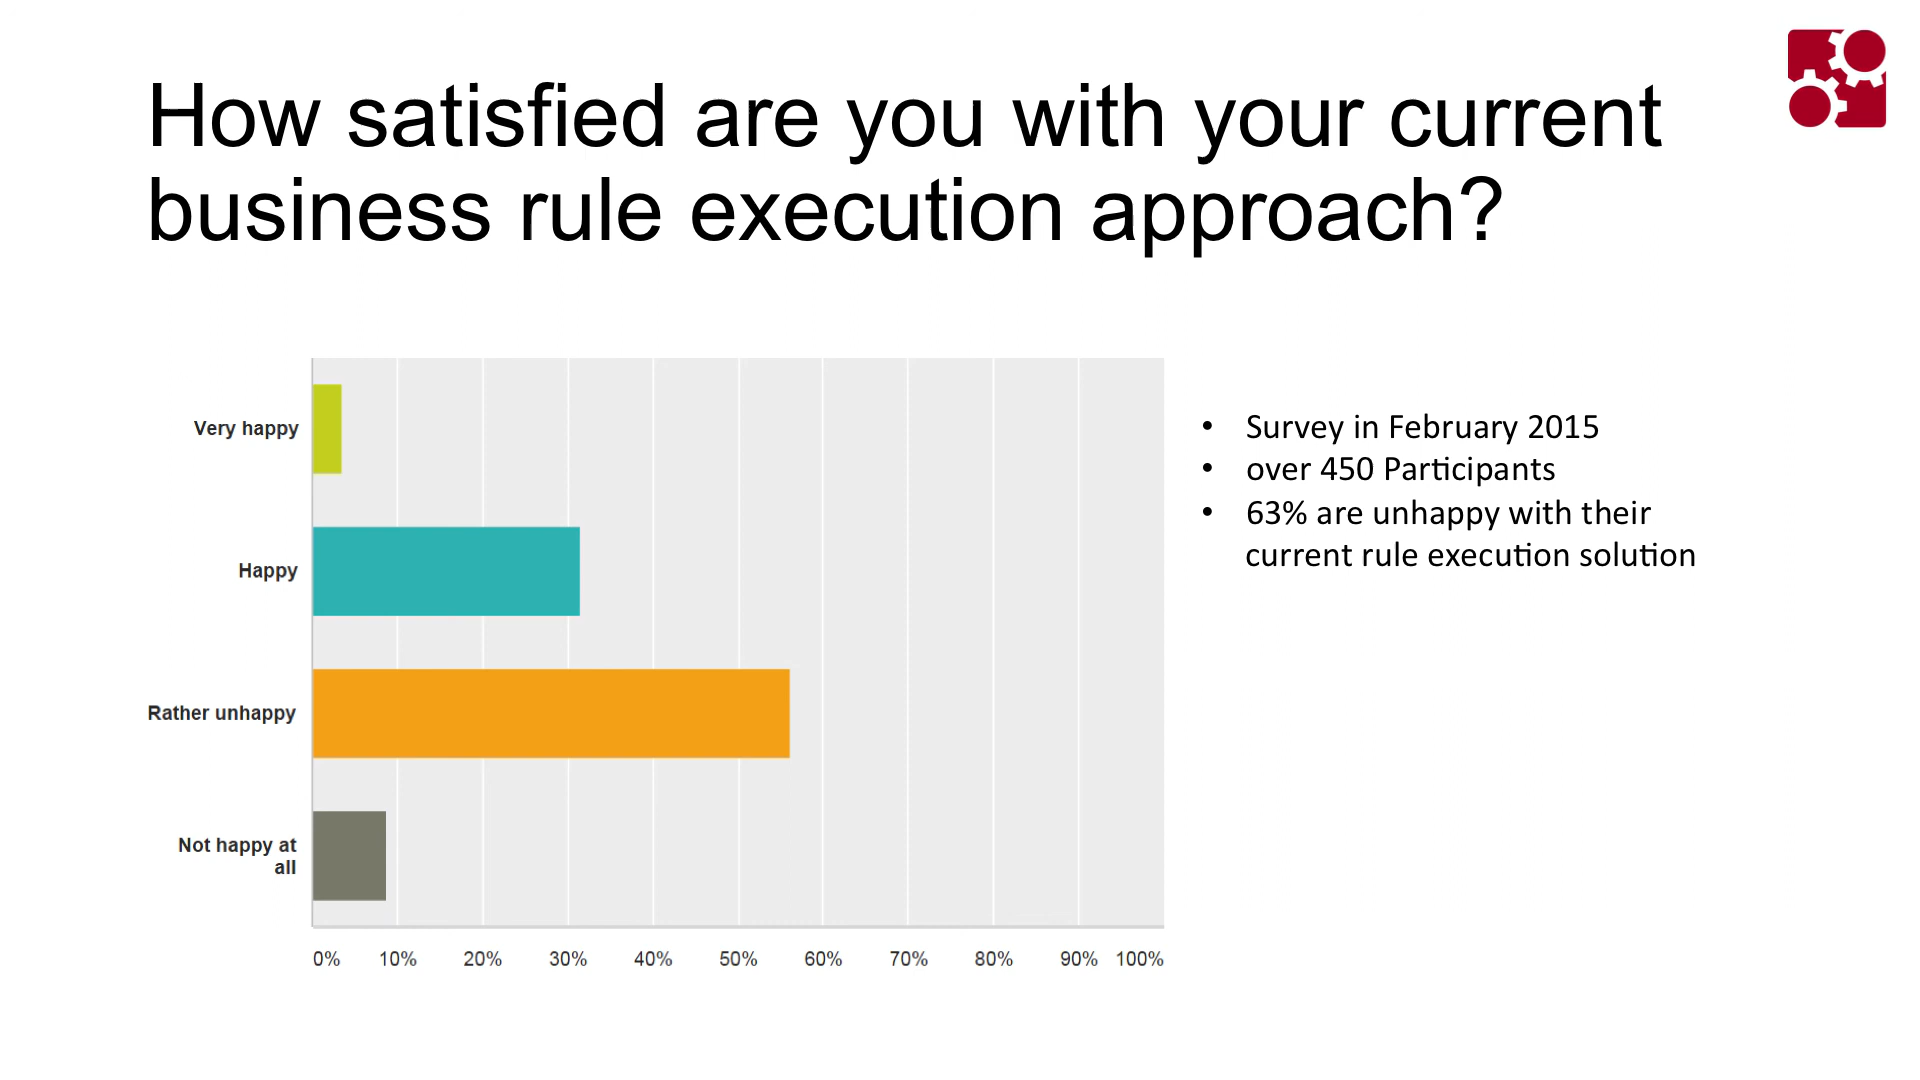 How satisfied are you with your current
business rule execution approach?
Very happy
Happy
Rather unhappy
Not happy at
all
0% 10% 20% 30% 40% 50% 60% 70% 80% 90% 100%
• Survey in February 2015
• over 450 Participants
• 63% are unhappy with their
current rule execution solution